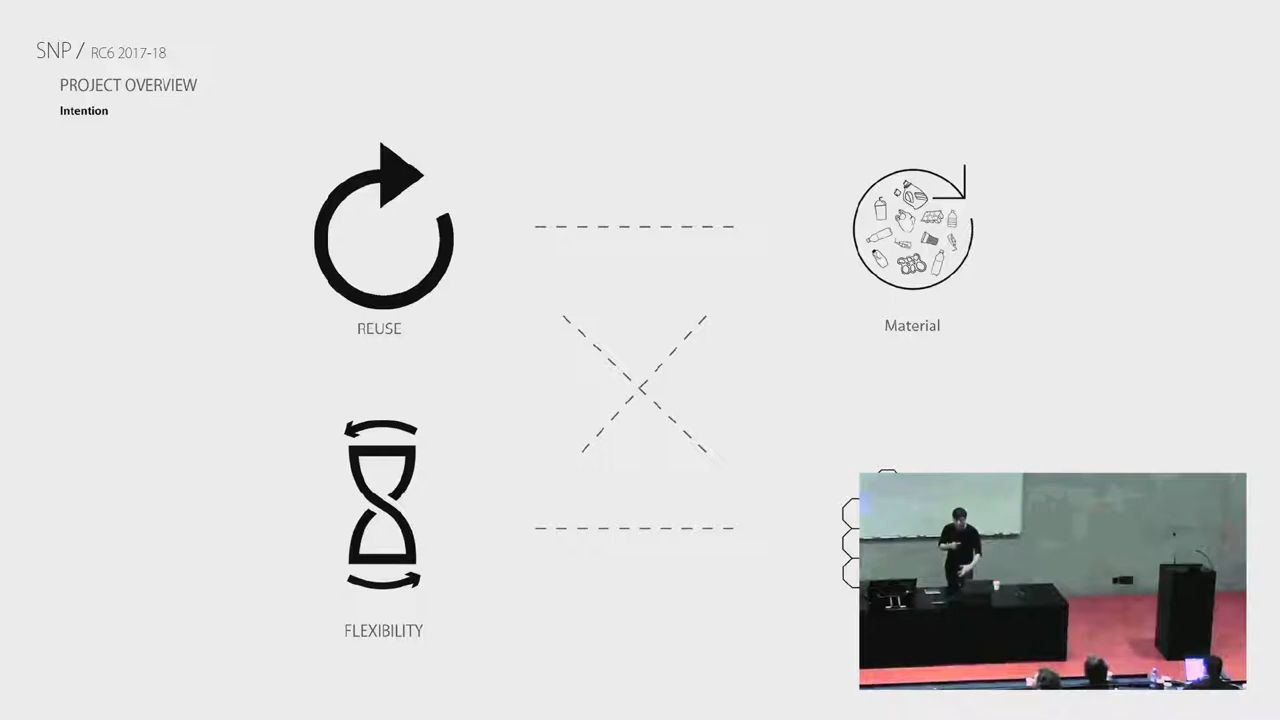 SNP / RC6 2017-18
PROJECT OVERVIEW
Intention
REUSE
Material
FLEXIBILITY